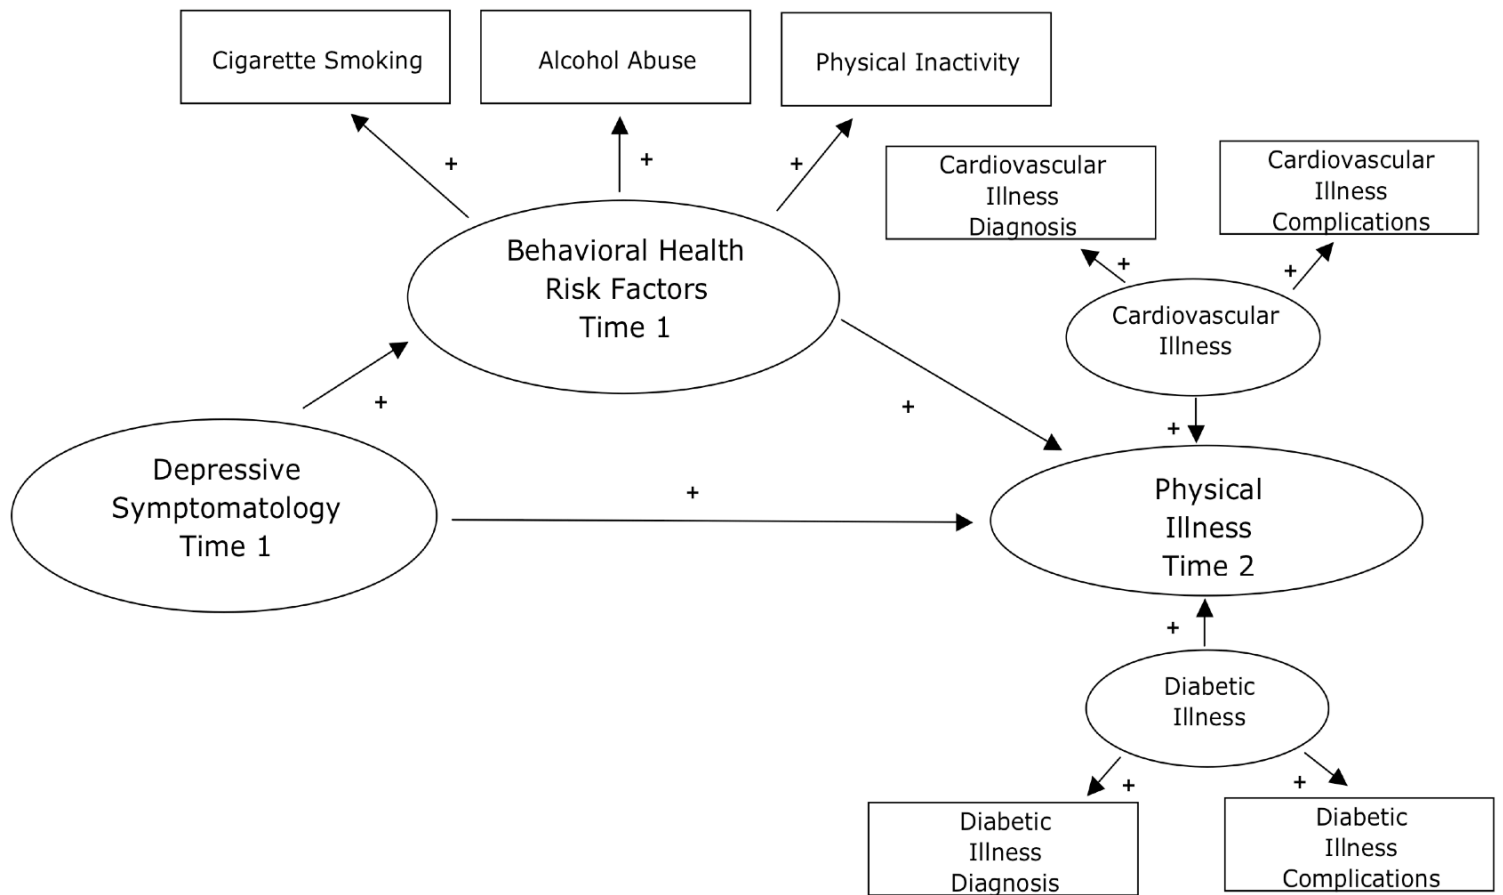 Cigarette Smoking
Alcohol Abuse
Physical Inactivity
+
+
+
Cardiovascular
Illness
Diagnosis
Cardiovascular
Illness
Complications
+
+
Behavioral Health
Risk Factors
Time 1
Cardiovascular
Illness
+
+
+
Depressive
Symptomatology
Time 1
+
Physical
Illness
Time 2
+
Diabetic
Illness
+
+
Diabetic
Illness
Diagnosis
Diabetic
Illness
Complications